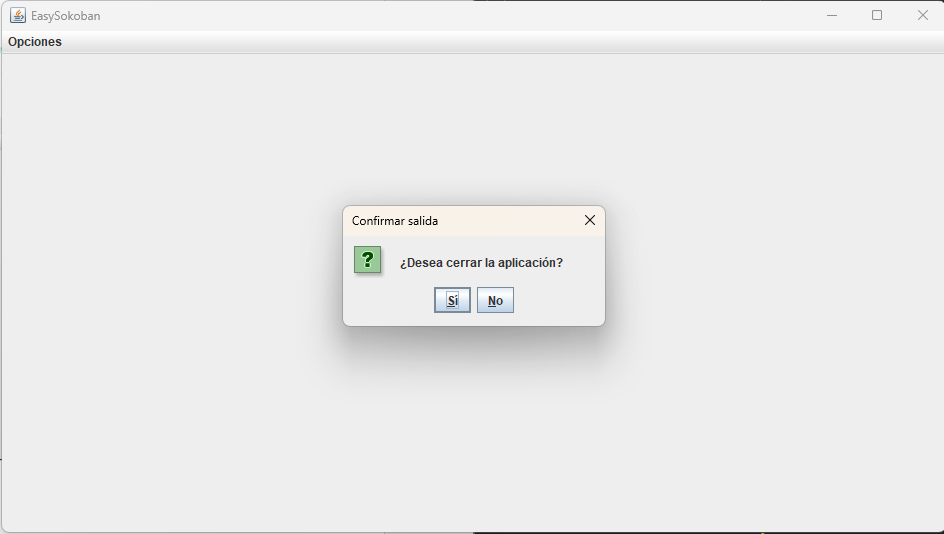 EasySokoban
Opciones
Confirmar salida
?
¿Desea cerrar la aplicación?
Sí No